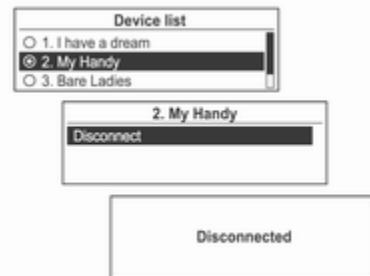 Device list
1. I have a dream
2. My Handy
3. Bare Ladies
2. My Handy
Disconnect
Disconnected